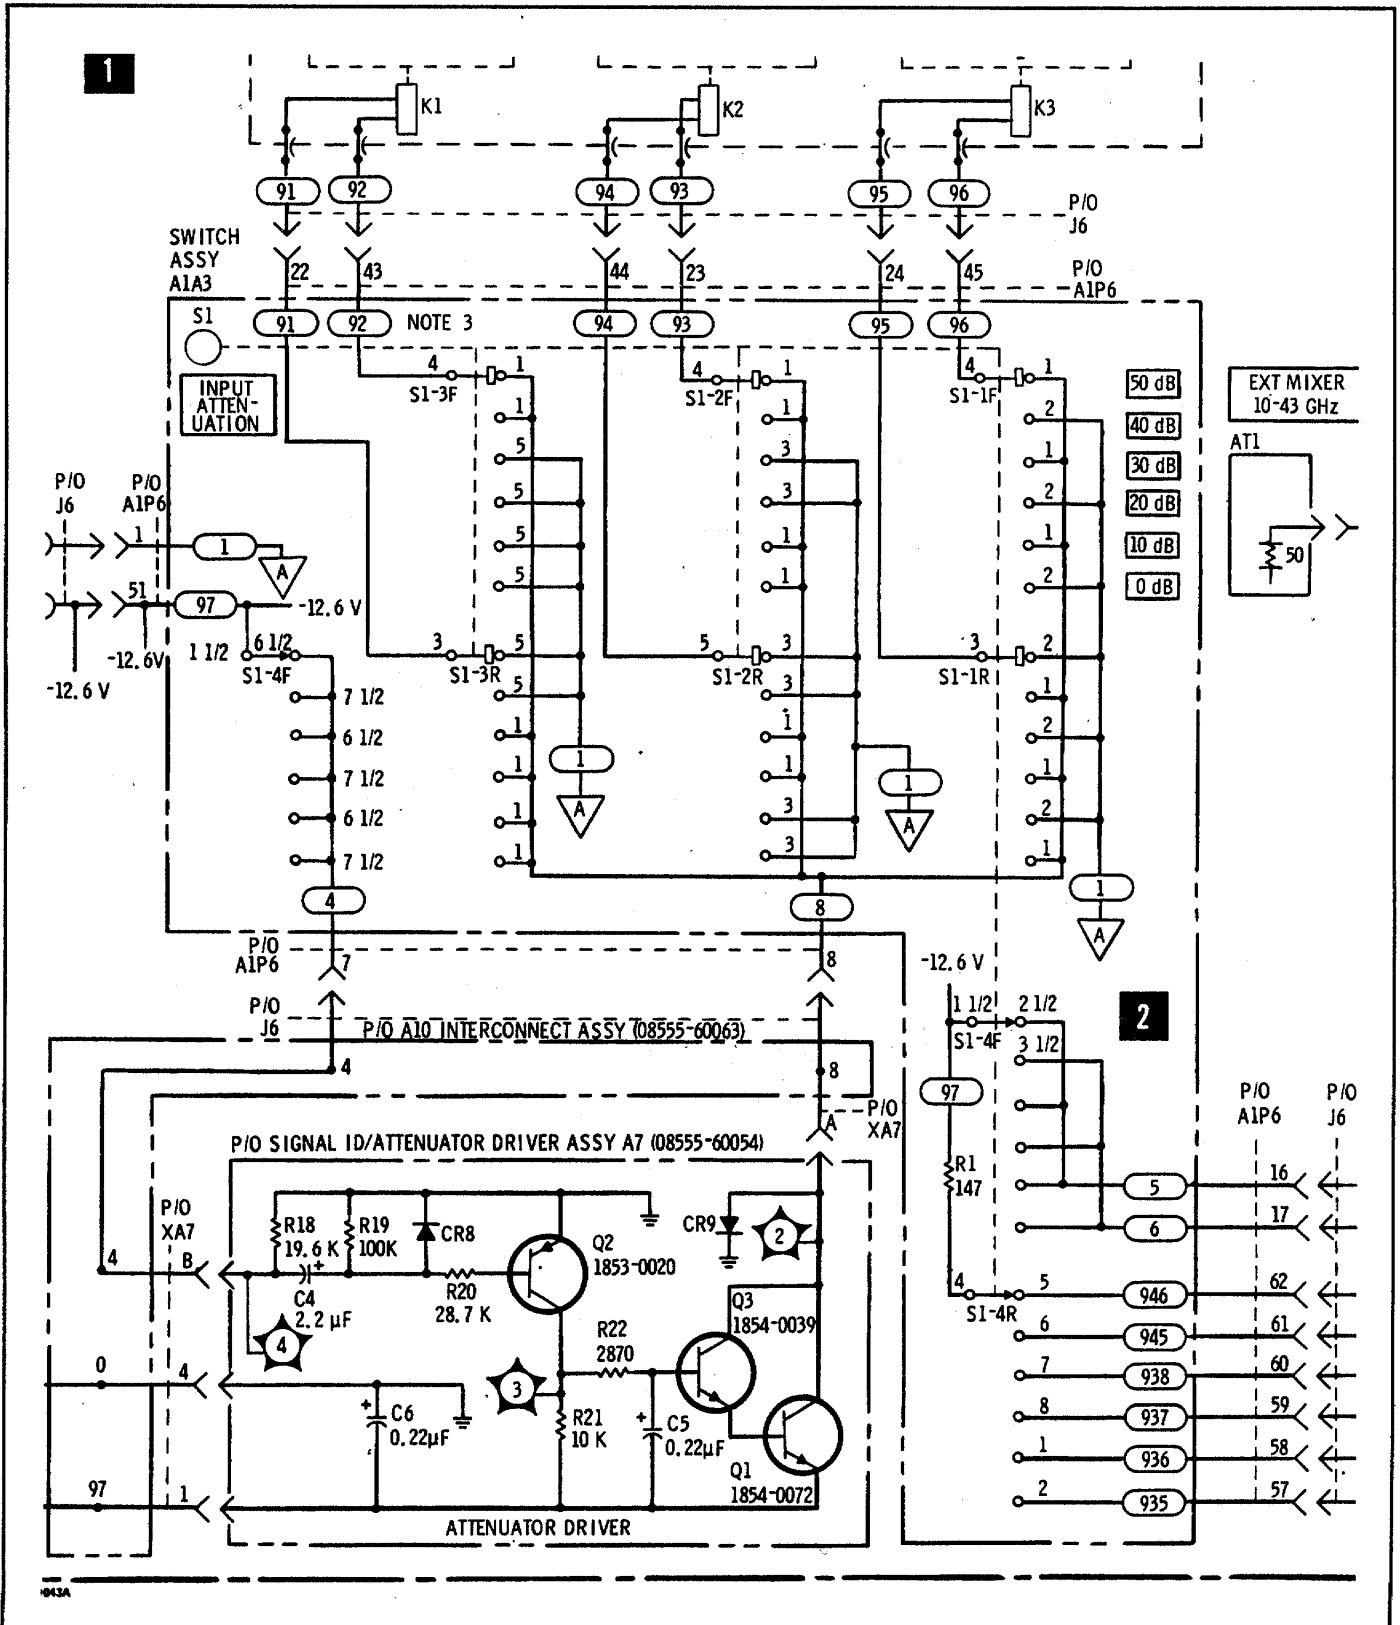 1
K1
K2
K3
91
92
94
93
95
96
P/O
J6
SWITCH
ASSY
A1A3
22
43
44
23
24
45
P/O
A1P6
S1
91
92
NOTE 3
94
93
95
96
INPUT
ATTEN-
UATION
4
S1-3F
1
1
5
5
5
5
4
S1-2F
1
1
3
3
1
1
4
S1-1F
1
2
1
2
1
2
50 dB
40 dB
30 dB
20 dB
10 dB
0 dB
EXT MIXER
10-43 GHz
AT1
50
P/O
J6
P/O
A1P6
1
1
A
51
97
-12.6 V
-12.6V
-12.6 V
1 1/2
6 1/2
S1-4F
7 1/2
6 1/2
7 1/2
6 1/2
7 1/2
3
S1-3R
5
5
1
1
1
1
5
S1-2R
3
3
1
1
3
3
3
S1-1R
2
1
2
1
2
1
1
A
1
A
1
A
4
8
P/O
A1P6
7
8
P/O
J6
P/O A10 INTERCONNECT ASSY (08555-60063)
4
8
P/O
XA7
A
-12.6 V
1 1/2
2 1/2
S1-4F
3 1/2
2
97
R1
147
P/O
A1P6
P/O
J6
5
16
6
17
4
S1-4R
5
946
62
6
945
61
7
938
60
8
937
59
1
936
58
2
935
57
P/O SIGNAL ID/ATTENUATOR DRIVER ASSY A7 (08555-60054)
P/O
XA7
4
B
R18
19.6 K
R19
100K
CR8
+
C4
2.2 µF
R20
28.7 K
Q2
1853-0020
CR9
2
4
Q3
1854-0039
R22
2870
3
0
4
+
C6
0.22µF
R21
10 K
+
C5
0.22µF
Q1
1854-0072
97
1
ATTENUATOR DRIVER